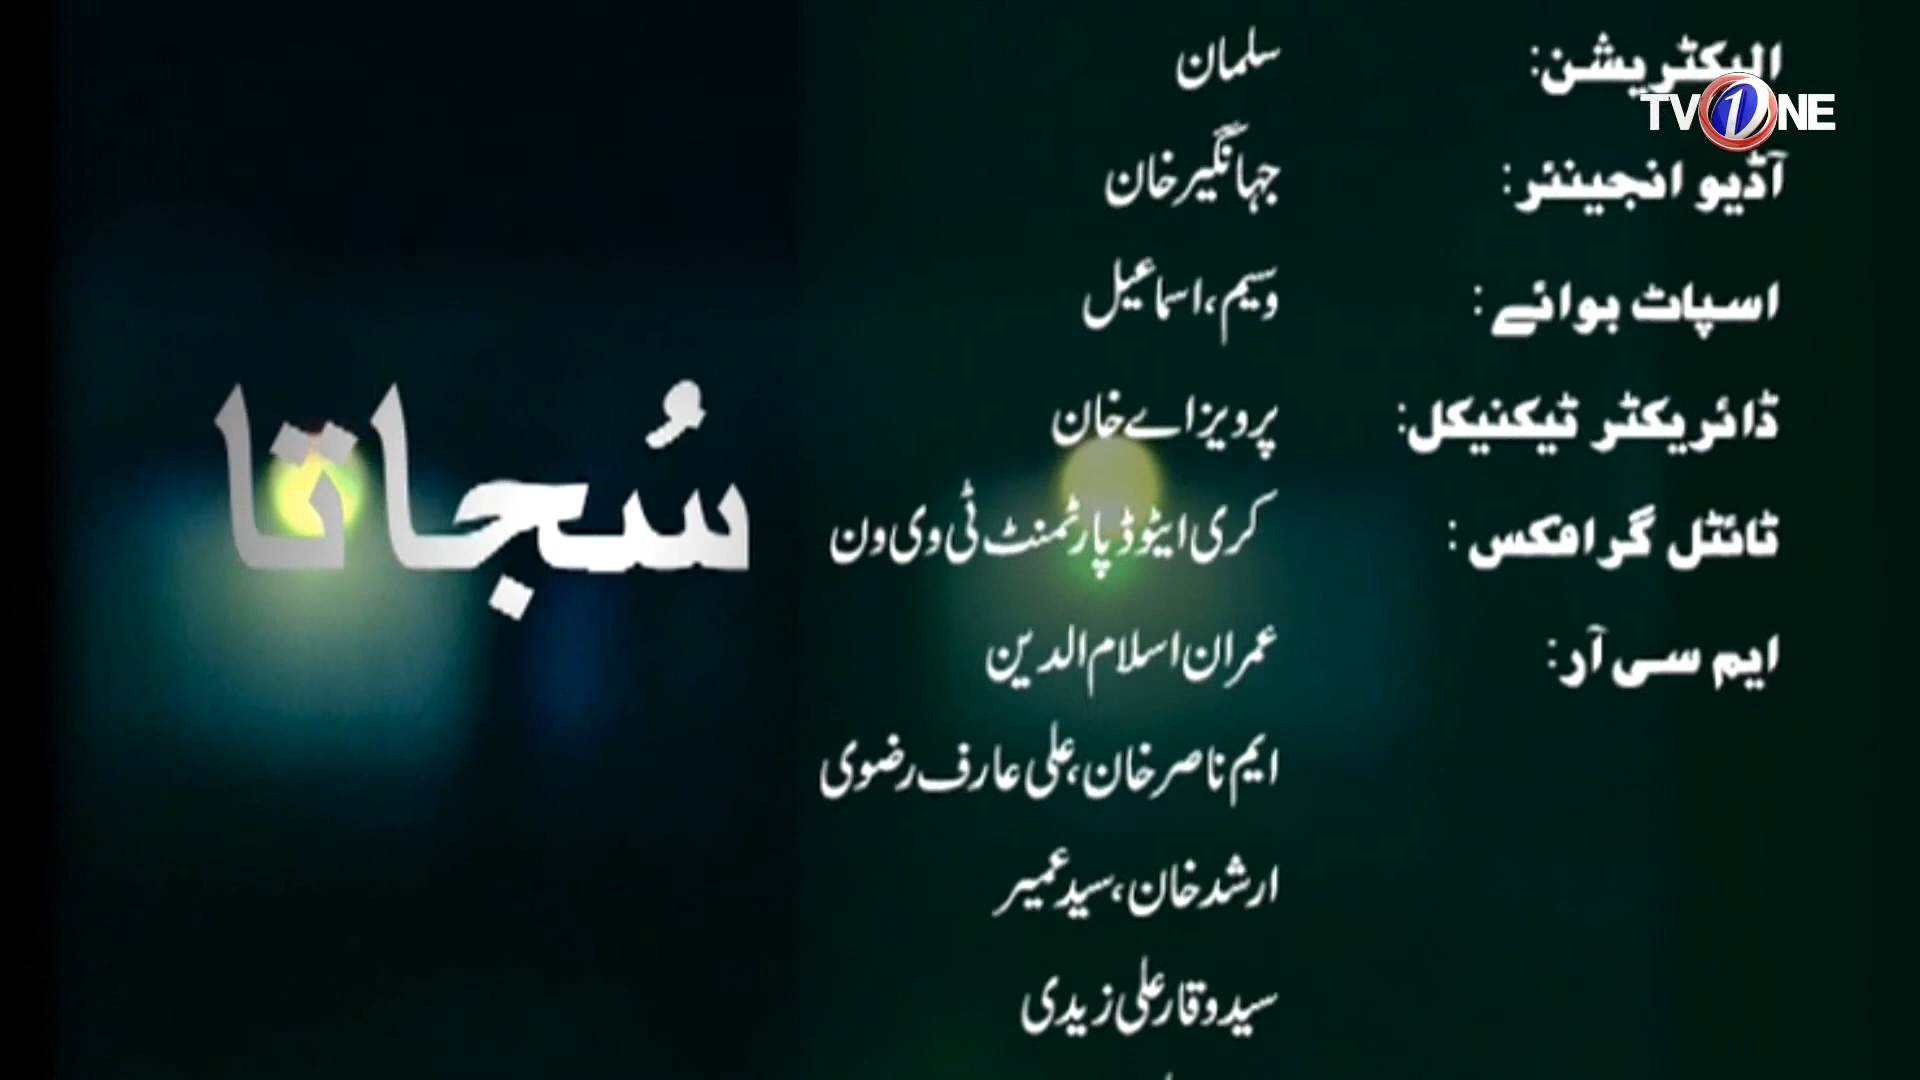 الیکٹریشن: سلمان
TV ONE
آڈیو انجینئر: جہانگیر خان
اسپاٹ بوائے: وسیم، اسماعیل
ڈائریکٹر ٹیکنیکل: پرویز اے خان
سُجاتا
ٹائٹل گرافکس: کری ایٹو ڈپارٹمنٹ ٹی وی ون
ایم سی آر: عمران اسلام الدین
ایم ناصر خان، علی عارف رضوی
ارشد خان، سید عمیر
سید وقار علی زیدی